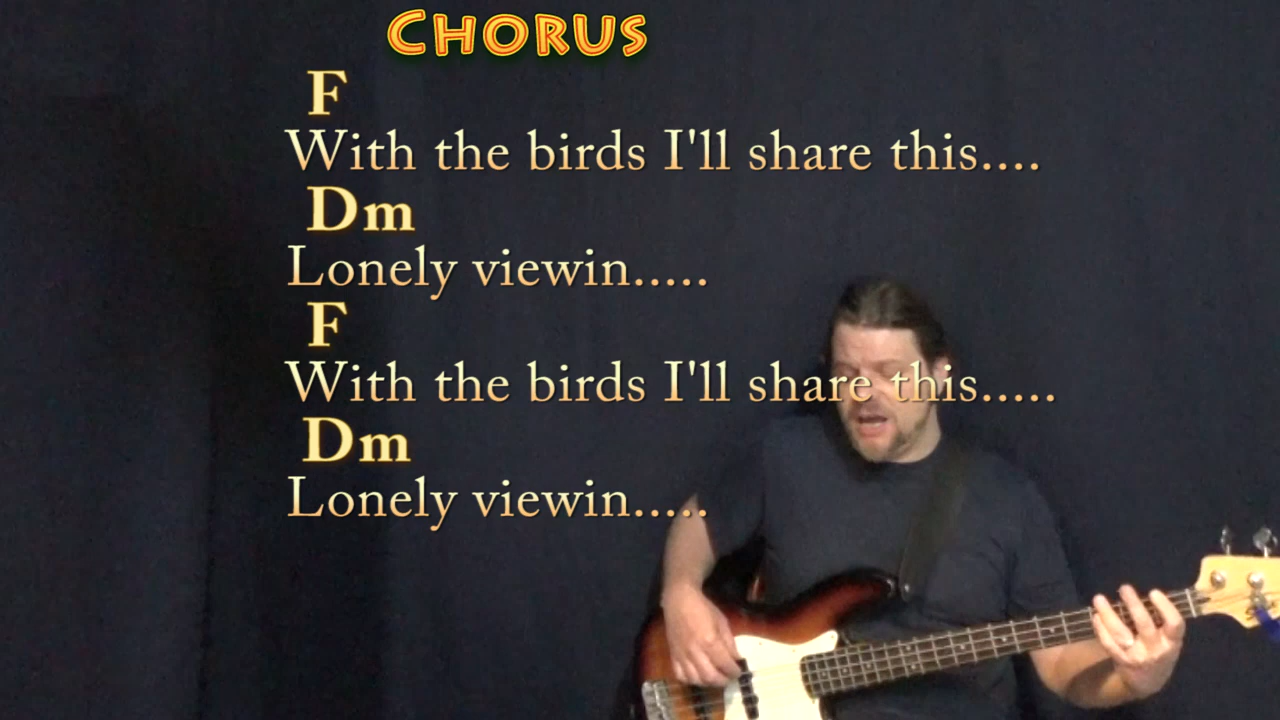 CHORUS
F
With the birds I'll share this....
Dm
Lonely viewin.....
F
With the birds I'll share this.....
Dm
Lonely viewin.....